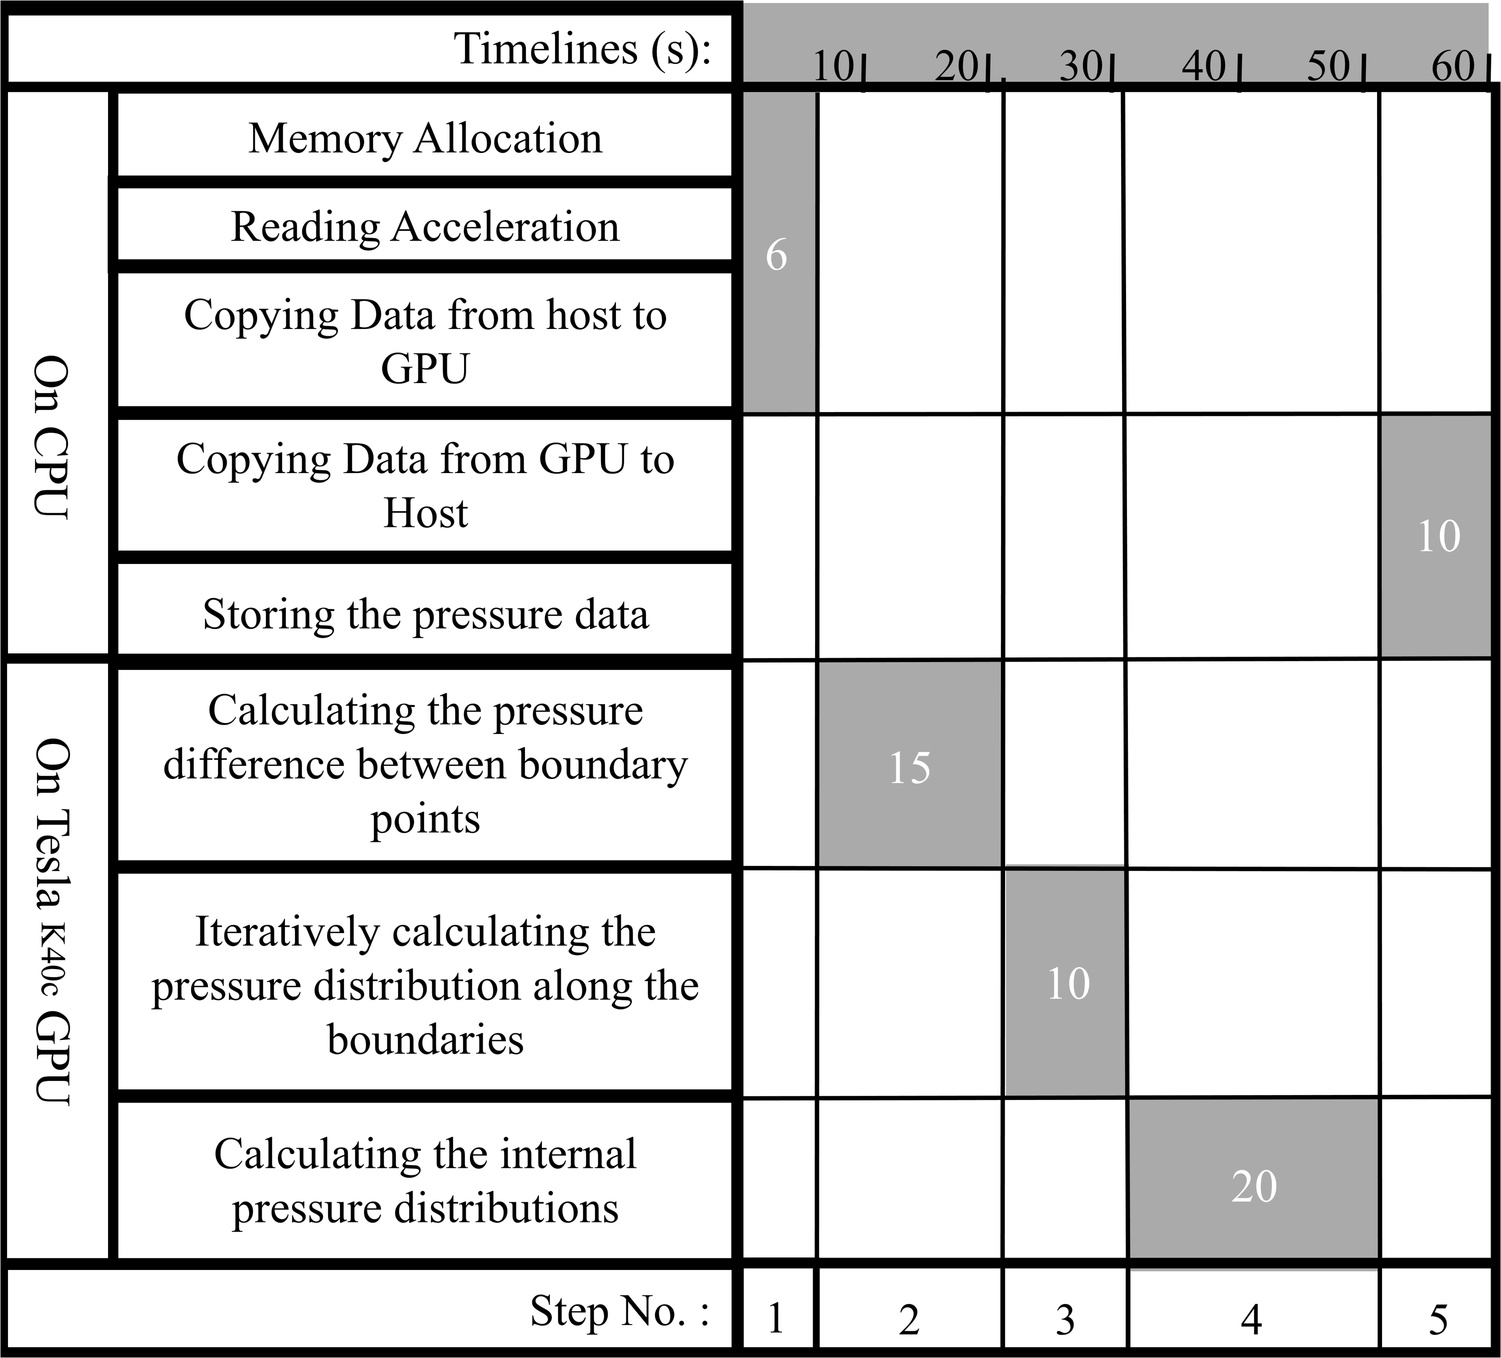 Timelines (s):
10 20 30 40 50 60
On CPU
Memory Allocation
Reading Acceleration
Copying Data from host to
GPU
6
Copying Data from GPU to
Host
Storing the pressure data
10
On Tesla K40c GPU
Calculating the pressure
difference between boundary
points
15
Iteratively calculating the
pressure distribution along the
boundaries
10
Calculating the internal
pressure distributions
20
Step No. : 1 2 3 4 5